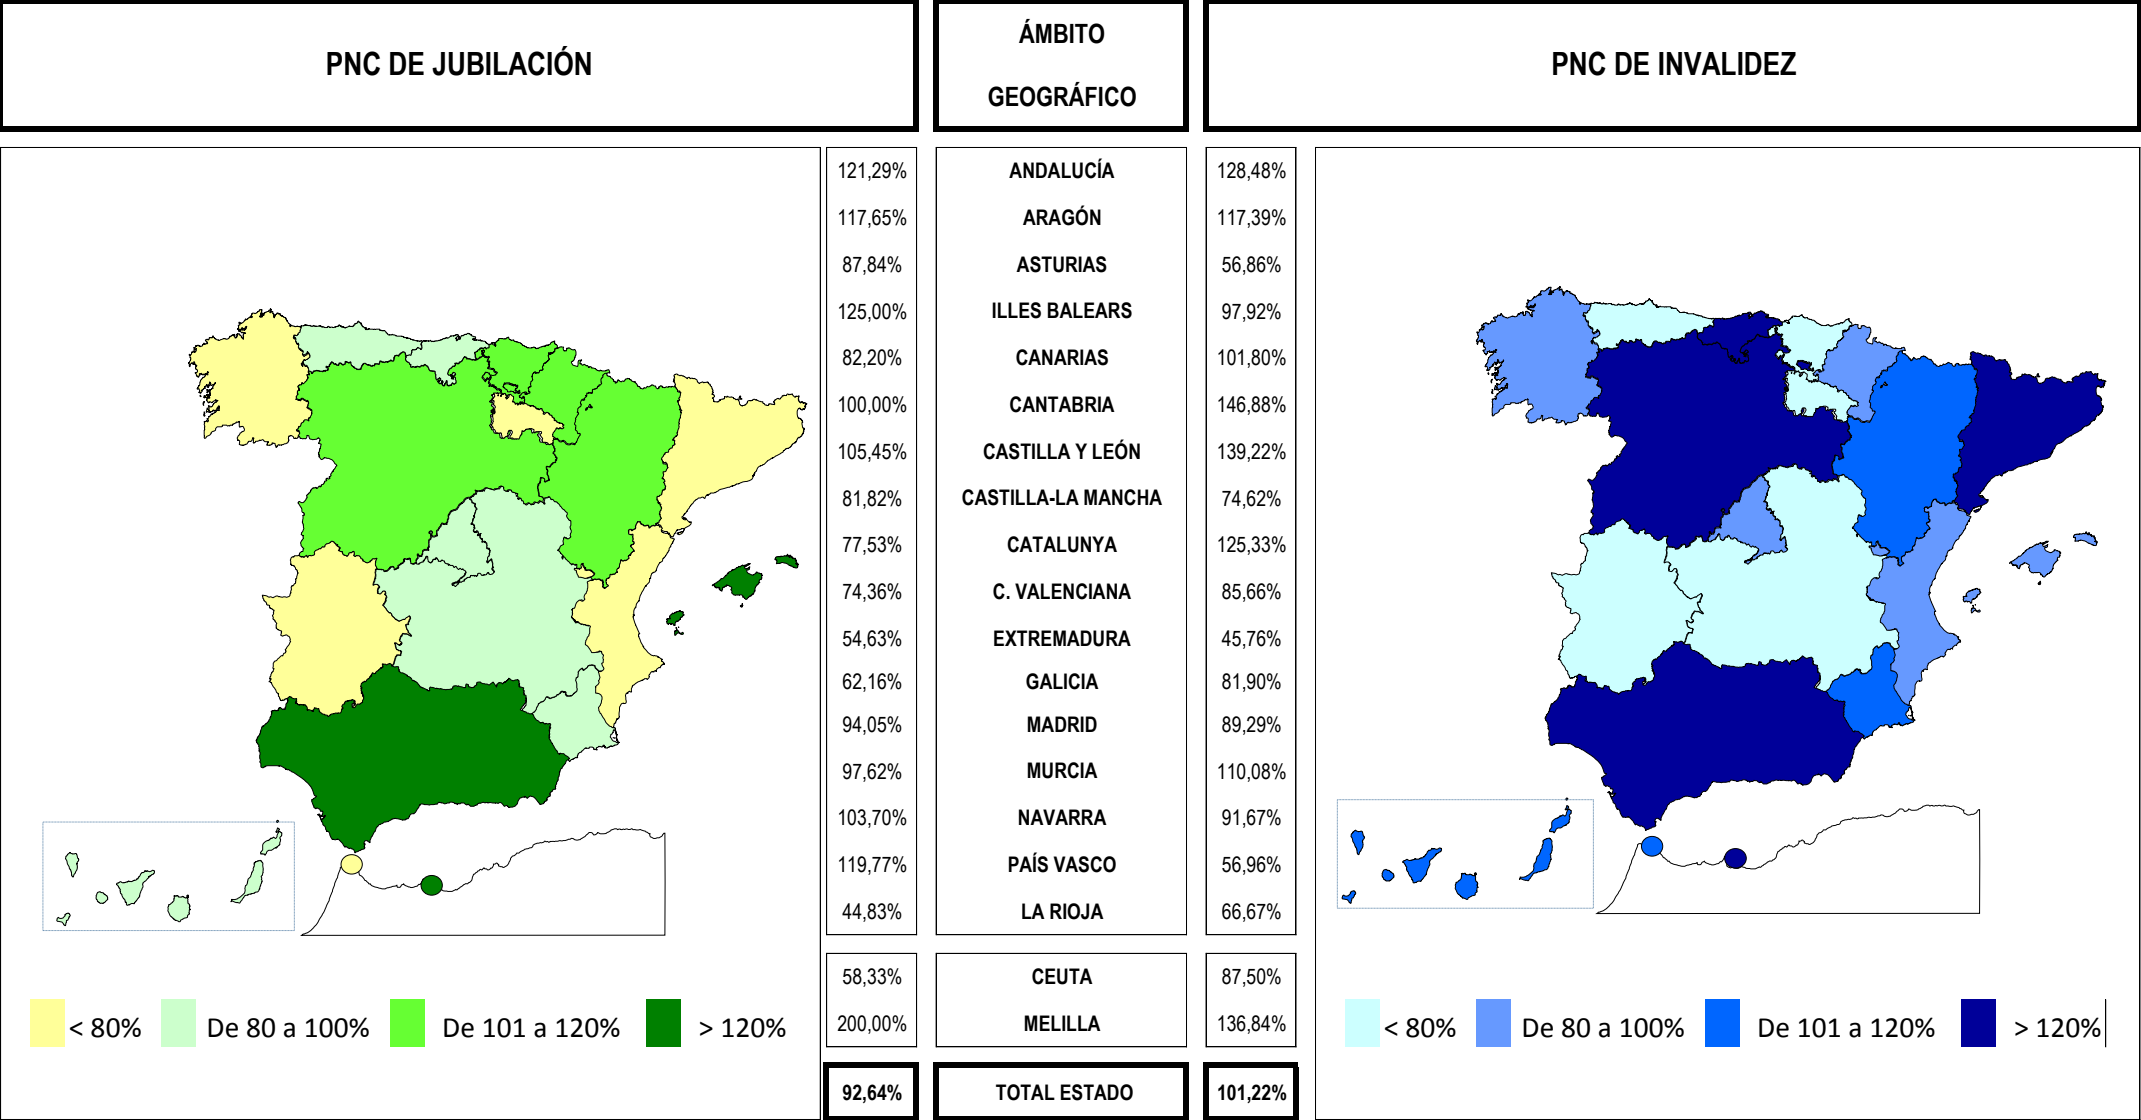 PNC DE JUBILACIÓN
ÁMBITO
GEOGRÁFICO
PNC DE INVALIDEZ
121,29% ANDALUCÍA 128,48%
117,65% ARAGÓN 117,39%
87,84% ASTURIAS 56,86%
125,00% ILLES BALEARS 97,92%
82,20% CANARIAS 101,80%
100,00% CANTABRIA 146,88%
105,45% CASTILLA Y LEÓN 139,22%
81,82% CASTILLA-LA MANCHA 74,62%
77,53% CATALUNYA 125,33%
74,36% C. VALENCIANA 85,66%
54,63% EXTREMADURA 45,76%
62,16% GALICIA 81,90%
94,05% MADRID 89,29%
97,62% MURCIA 110,08%
103,70% NAVARRA 91,67%
119,77% PAÍS VASCO 56,96%
44,83% LA RIOJA 66,67%
58,33% CEUTA 87,50%
200,00% MELILLA 136,84%
92,64% TOTAL ESTADO 101,22%
< 80% De 80 a 100% De 101 a 120% > 120%
< 80% De 80 a 100% De 101 a 120% > 120%